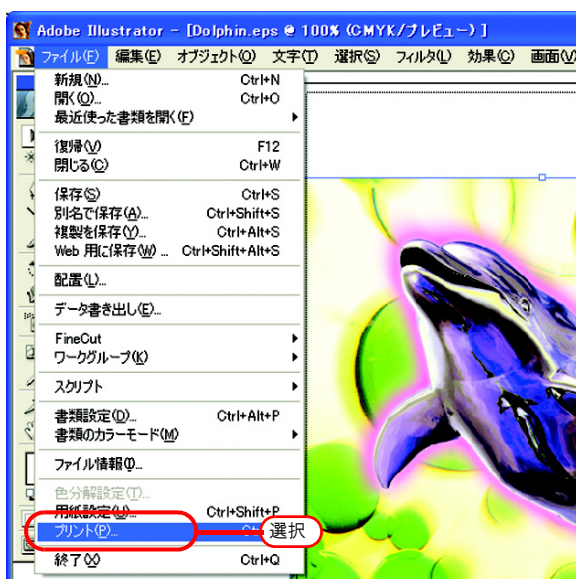 Adobe Illustrator - [Dolphin.eps @ 100% (CMYK/プレビュー) ]
ファイル(F) 編集(E) オブジェクト(O) 文字(T) 選択(S) フィルタ(L) 効果(C) 画面(V)
新規(N)... Ctrl+N
開く(O)... Ctrl+O
最近使った書類を開く(F)
復帰(V) F12
閉じる(C) Ctrl+W
保存(S) Ctrl+S
別名で保存(A)... Ctrl+Shift+S
複製を保存(Y)... Ctrl+Alt+S
Web 用に保存(W) ... Ctrl+Shift+Alt+S
配置(L)...
データ書き出し(E)...
FineCut
ワークグループ(K)
スクリプト
書類設定(D)... Ctrl+Alt+P
書類のカラーモード(M)
ファイル情報(I)...
色分解設定(T)...
用紙設定(U)... Ctrl+Shift+P
プリント(P)... 選択
終了(X) Ctrl+Q